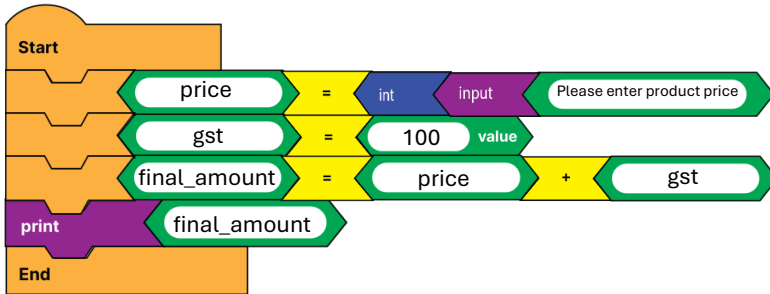 Start
price = int input Please enter product price
gst = 100 value
final_amount = price + gst
print final_amount
End